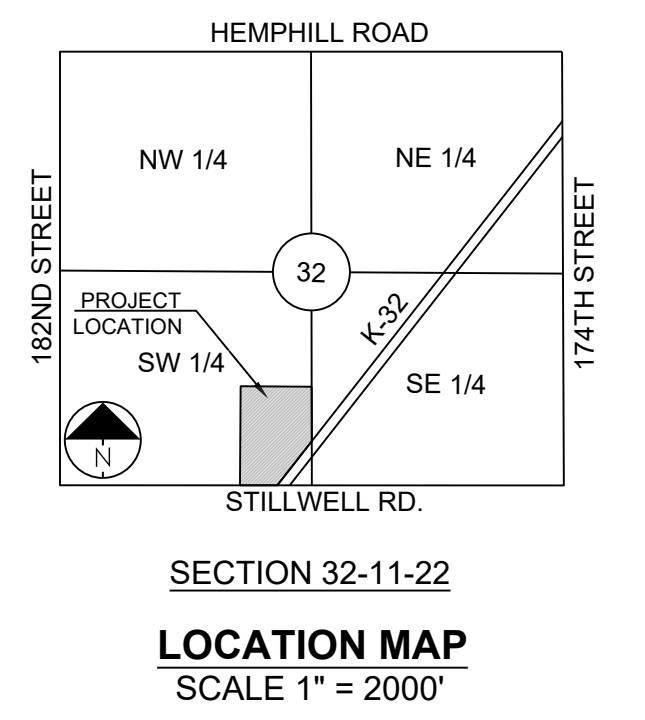 HEMPHILL ROAD
NW 1/4
NE 1/4
182ND STREET
174TH STREET
32
PROJECT
LOCATION
K-32
SW 1/4
SE 1/4
N
STILLWELL RD.
SECTION 32-11-22
LOCATION MAP
SCALE 1" = 2000'